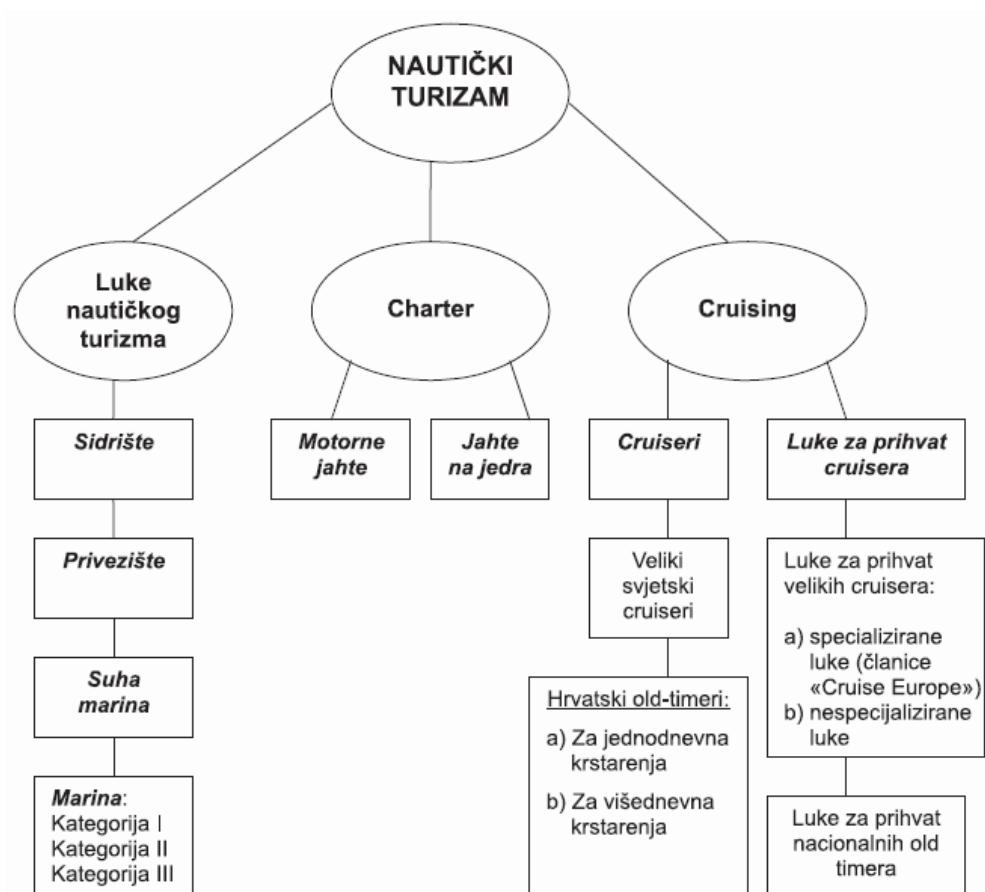 NAUTIČKI
TURIZAM
Luke
nautičkog
turizma
Charter
Cruising
Sidrište
Motorne
jahte
Jahte
na jedra
Cruiseri
Luke za prihvat
cruisera
Privezište
Veliki
svjetski
cruiseri
Luke za prihvat
velikih cruisera:
a) specializirane
luke (članice
«Cruise Europe»)
b) nespecijalizirane
luke
Suha
marina
Hrvatski old-timeri:
a) Za jednodnevna
krstarenja
b) Za višednevna
krstarenja
Marina:
Kategorija I
Kategorija II
Kategorija III
Luke za prihvat
nacionalnih old
timera